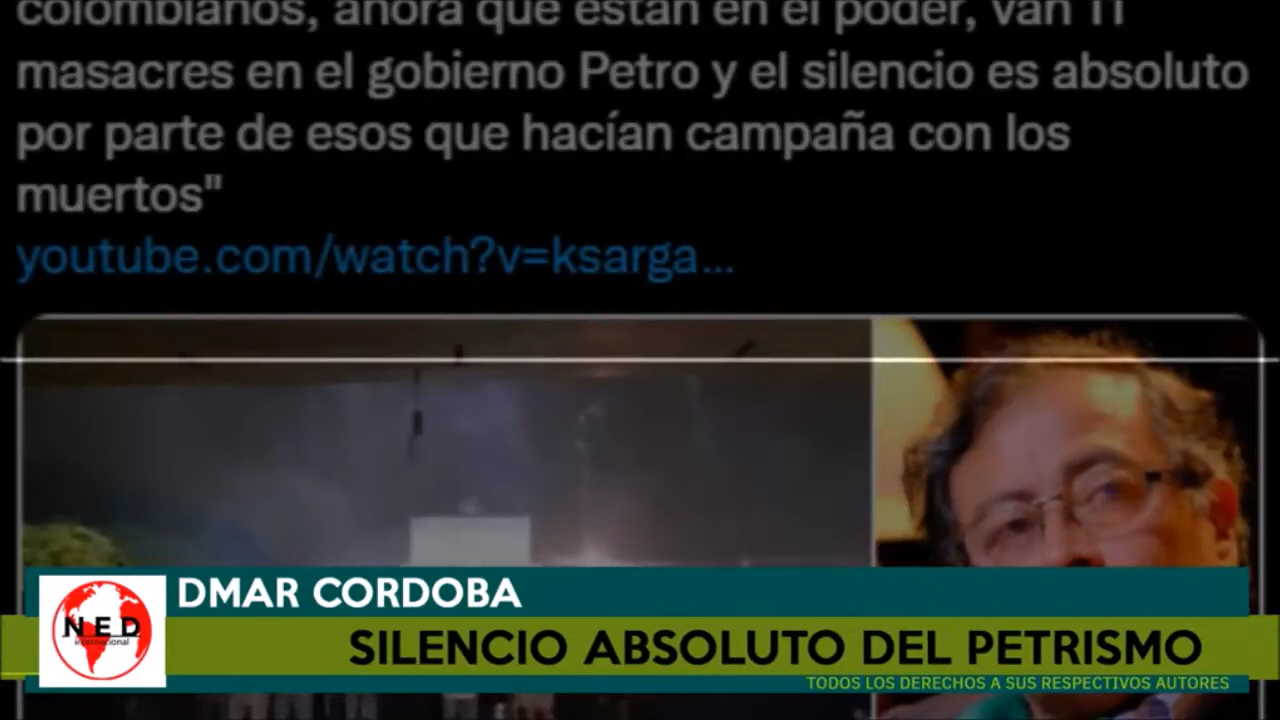 colombianos, ahora que están en el poder, van 11
masacres en el gobierno Petro y el silencio es absoluto
por parte de esos que hacían campaña con los
muertos"
youtube.com/watch?v=ksarga...
DMAR CORDOBA
NED
internacional
SILENCIO ABSOLUTO DEL PETRISMO
TODOS LOS DERECHOS A SUS RESPECTIVOS AUTORES